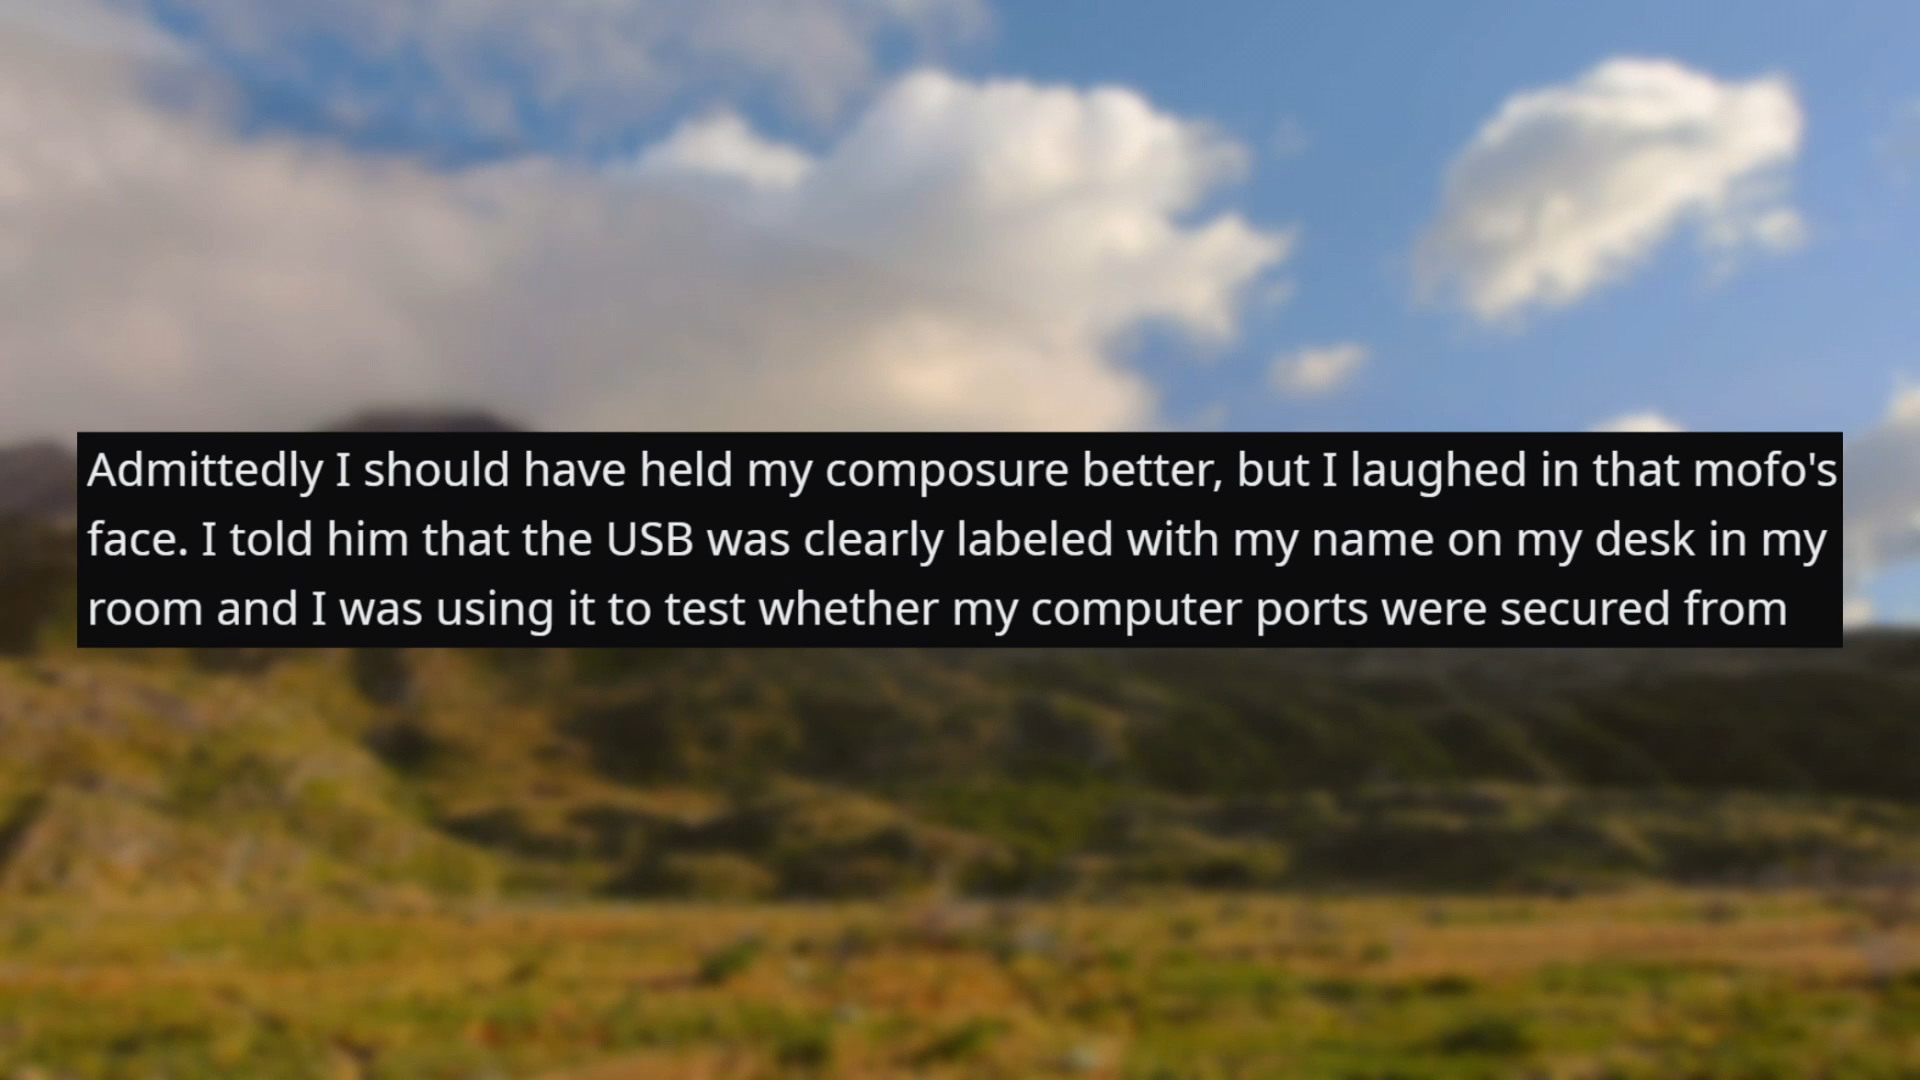 Admittedly I should have held my composure better, but I laughed in that mofo's
face. I told him that the USB was clearly labeled with my name on my desk in my
room and I was using it to test whether my computer ports were secured from